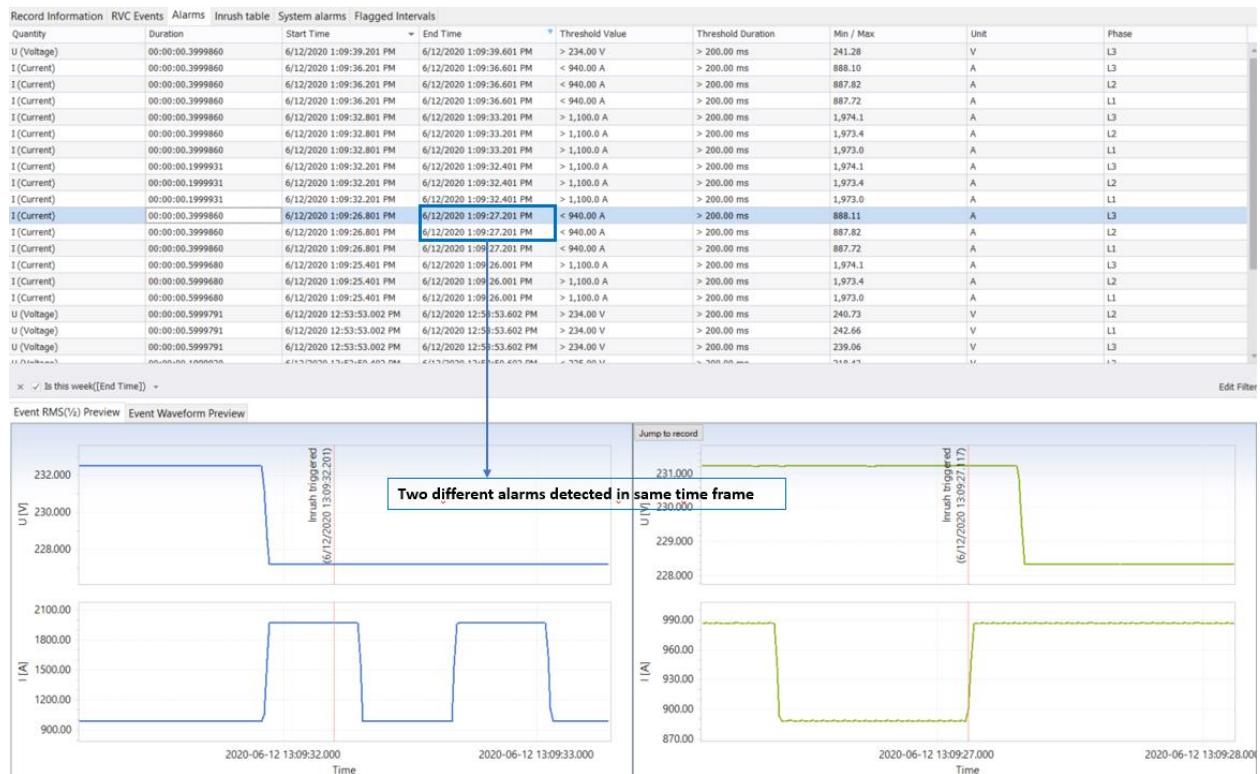 Record Information RVC Events Alarms Inrush table System alarms Flagged Intervals
Quantity Duration Start Time End Time Threshold Value Threshold Duration Min / Max Unit Phase
U (Voltage) 00:00:00.3999860 6/12/2020 1:09:39.201 PM 6/12/2020 1:09:39.601 PM > 234.00 V > 200.00 ms 241.28 V L3
I (Current) 00:00:00.3999860 6/12/2020 1:09:36.201 PM 6/12/2020 1:09:36.601 PM < 940.00 A > 200.00 ms 888.10 A L3
I (Current) 00:00:00.3999860 6/12/2020 1:09:36.201 PM 6/12/2020 1:09:36.601 PM < 940.00 A > 200.00 ms 887.82 A L2
I (Current) 00:00:00.3999860 6/12/2020 1:09:36.201 PM 6/12/2020 1:09:36.601 PM < 940.00 A > 200.00 ms 887.72 A L1
I (Current) 00:00:00.3999860 6/12/2020 1:09:32.801 PM 6/12/2020 1:09:33.201 PM > 1,100.0 A > 200.00 ms 1,974.1 A L3
I (Current) 00:00:00.3999860 6/12/2020 1:09:32.801 PM 6/12/2020 1:09:33.201 PM > 1,100.0 A > 200.00 ms 1,973.4 A L2
I (Current) 00:00:00.3999860 6/12/2020 1:09:32.801 PM 6/12/2020 1:09:33.201 PM > 1,100.0 A > 200.00 ms 1,973.0 A L1
I (Current) 00:00:00.1999931 6/12/2020 1:09:32.201 PM 6/12/2020 1:09:32.401 PM > 1,100.0 A > 200.00 ms 1,974.1 A L3
I (Current) 00:00:00.1999931 6/12/2020 1:09:32.201 PM 6/12/2020 1:09:32.401 PM > 1,100.0 A > 200.00 ms 1,973.4 A L2
I (Current) 00:00:00.1999931 6/12/2020 1:09:32.201 PM 6/12/2020 1:09:32.401 PM > 1,100.0 A > 200.00 ms 1,973.0 A L1
I (Current) 00:00:00.3999860 6/12/2020 1:09:26.801 PM 6/12/2020 1:09:27.201 PM < 940.00 A > 200.00 ms 888.11 A L3
I (Current) 00:00:00.3999860 6/12/2020 1:09:26.801 PM 6/12/2020 1:09:27.201 PM < 940.00 A > 200.00 ms 887.82 A L2
I (Current) 00:00:00.3999860 6/12/2020 1:09:26.801 PM 6/12/2020 1:09:27.201 PM < 940.00 A > 200.00 ms 887.72 A L1
I (Current) 00:00:00.5999680 6/12/2020 1:09:25.401 PM 6/12/2020 1:09:26.001 PM > 1,100.0 A > 200.00 ms 1,974.1 A L3
I (Current) 00:00:00.5999680 6/12/2020 1:09:25.401 PM 6/12/2020 1:09:26.001 PM > 1,100.0 A > 200.00 ms 1,973.4 A L2
I (Current) 00:00:00.5999680 6/12/2020 1:09:25.401 PM 6/12/2020 1:09:26.001 PM > 1,100.0 A > 200.00 ms 1,973.0 A L1
U (Voltage) 00:00:00.5999791 6/12/2020 12:53:53.002 PM 6/12/2020 12:53:53.602 PM > 234.00 V > 200.00 ms 240.73 V L2
U (Voltage) 00:00:00.5999791 6/12/2020 12:53:53.002 PM 6/12/2020 12:53:53.602 PM > 234.00 V > 200.00 ms 242.66 V L1
U (Voltage) 00:00:00.5999791 6/12/2020 12:53:53.002 PM 6/12/2020 12:53:53.602 PM > 234.00 V > 200.00 ms 239.06 V L3
Is this week([End Time]) Edit Filter
Event RMS(½) Preview Event Waveform Preview
Jump to record
232.000
230.000
228.000
U [V]
Inrush triggered
(6/12/2020 13:09:32.201)
Two different alarms detected in same time frame
231.000
230.000
229.000
228.000
U [V]
Inrush triggered
(6/12/2020 13:09:27.117)
2100.00
1800.00
1500.00
1200.00
900.00
I [A]
2020-06-12 13:09:32.000 2020-06-12 13:09:33.000
Time
990.00
960.00
930.00
900.00
870.00
I [A]
2020-06-12 13:09:27.000 2020-06-12 13:09:28.000
Time